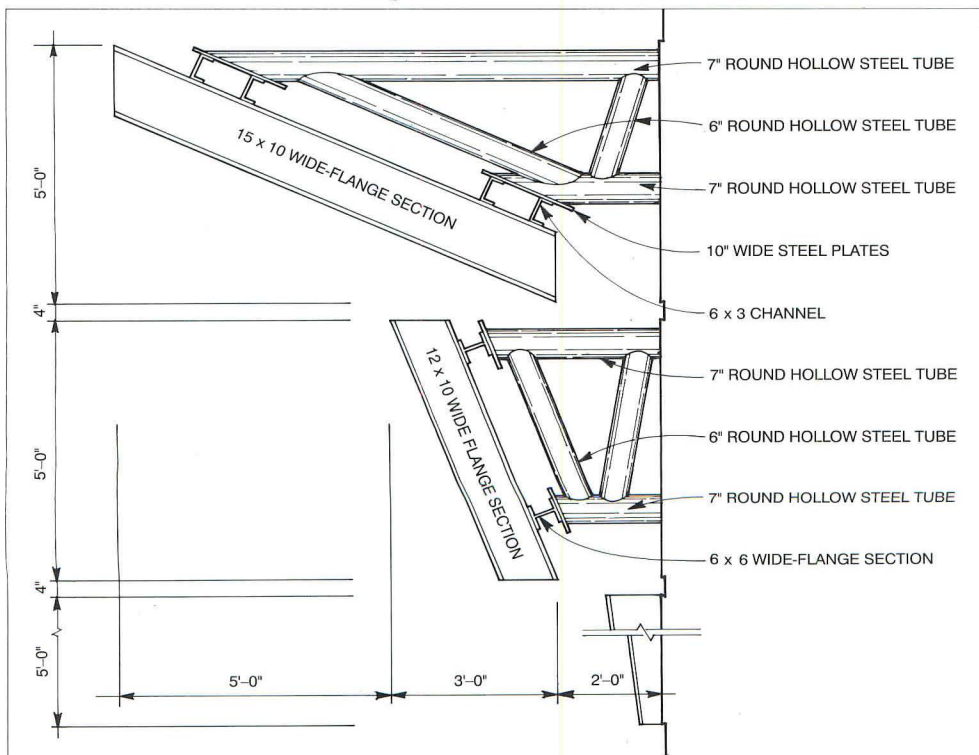 7" ROUND HOLLOW STEEL TUBE
6" ROUND HOLLOW STEEL TUBE
15 x 10 WIDE-FLANGE SECTION
7" ROUND HOLLOW STEEL TUBE
5'–0"
10" WIDE STEEL PLATES
4"
6 x 3 CHANNEL
7" ROUND HOLLOW STEEL TUBE
12 x 10 WIDE FLANGE SECTION
6" ROUND HOLLOW STEEL TUBE
5'–0"
7" ROUND HOLLOW STEEL TUBE
6 x 6 WIDE-FLANGE SECTION
4"
5'–0"
5'–0"
3'–0"
2'–0"